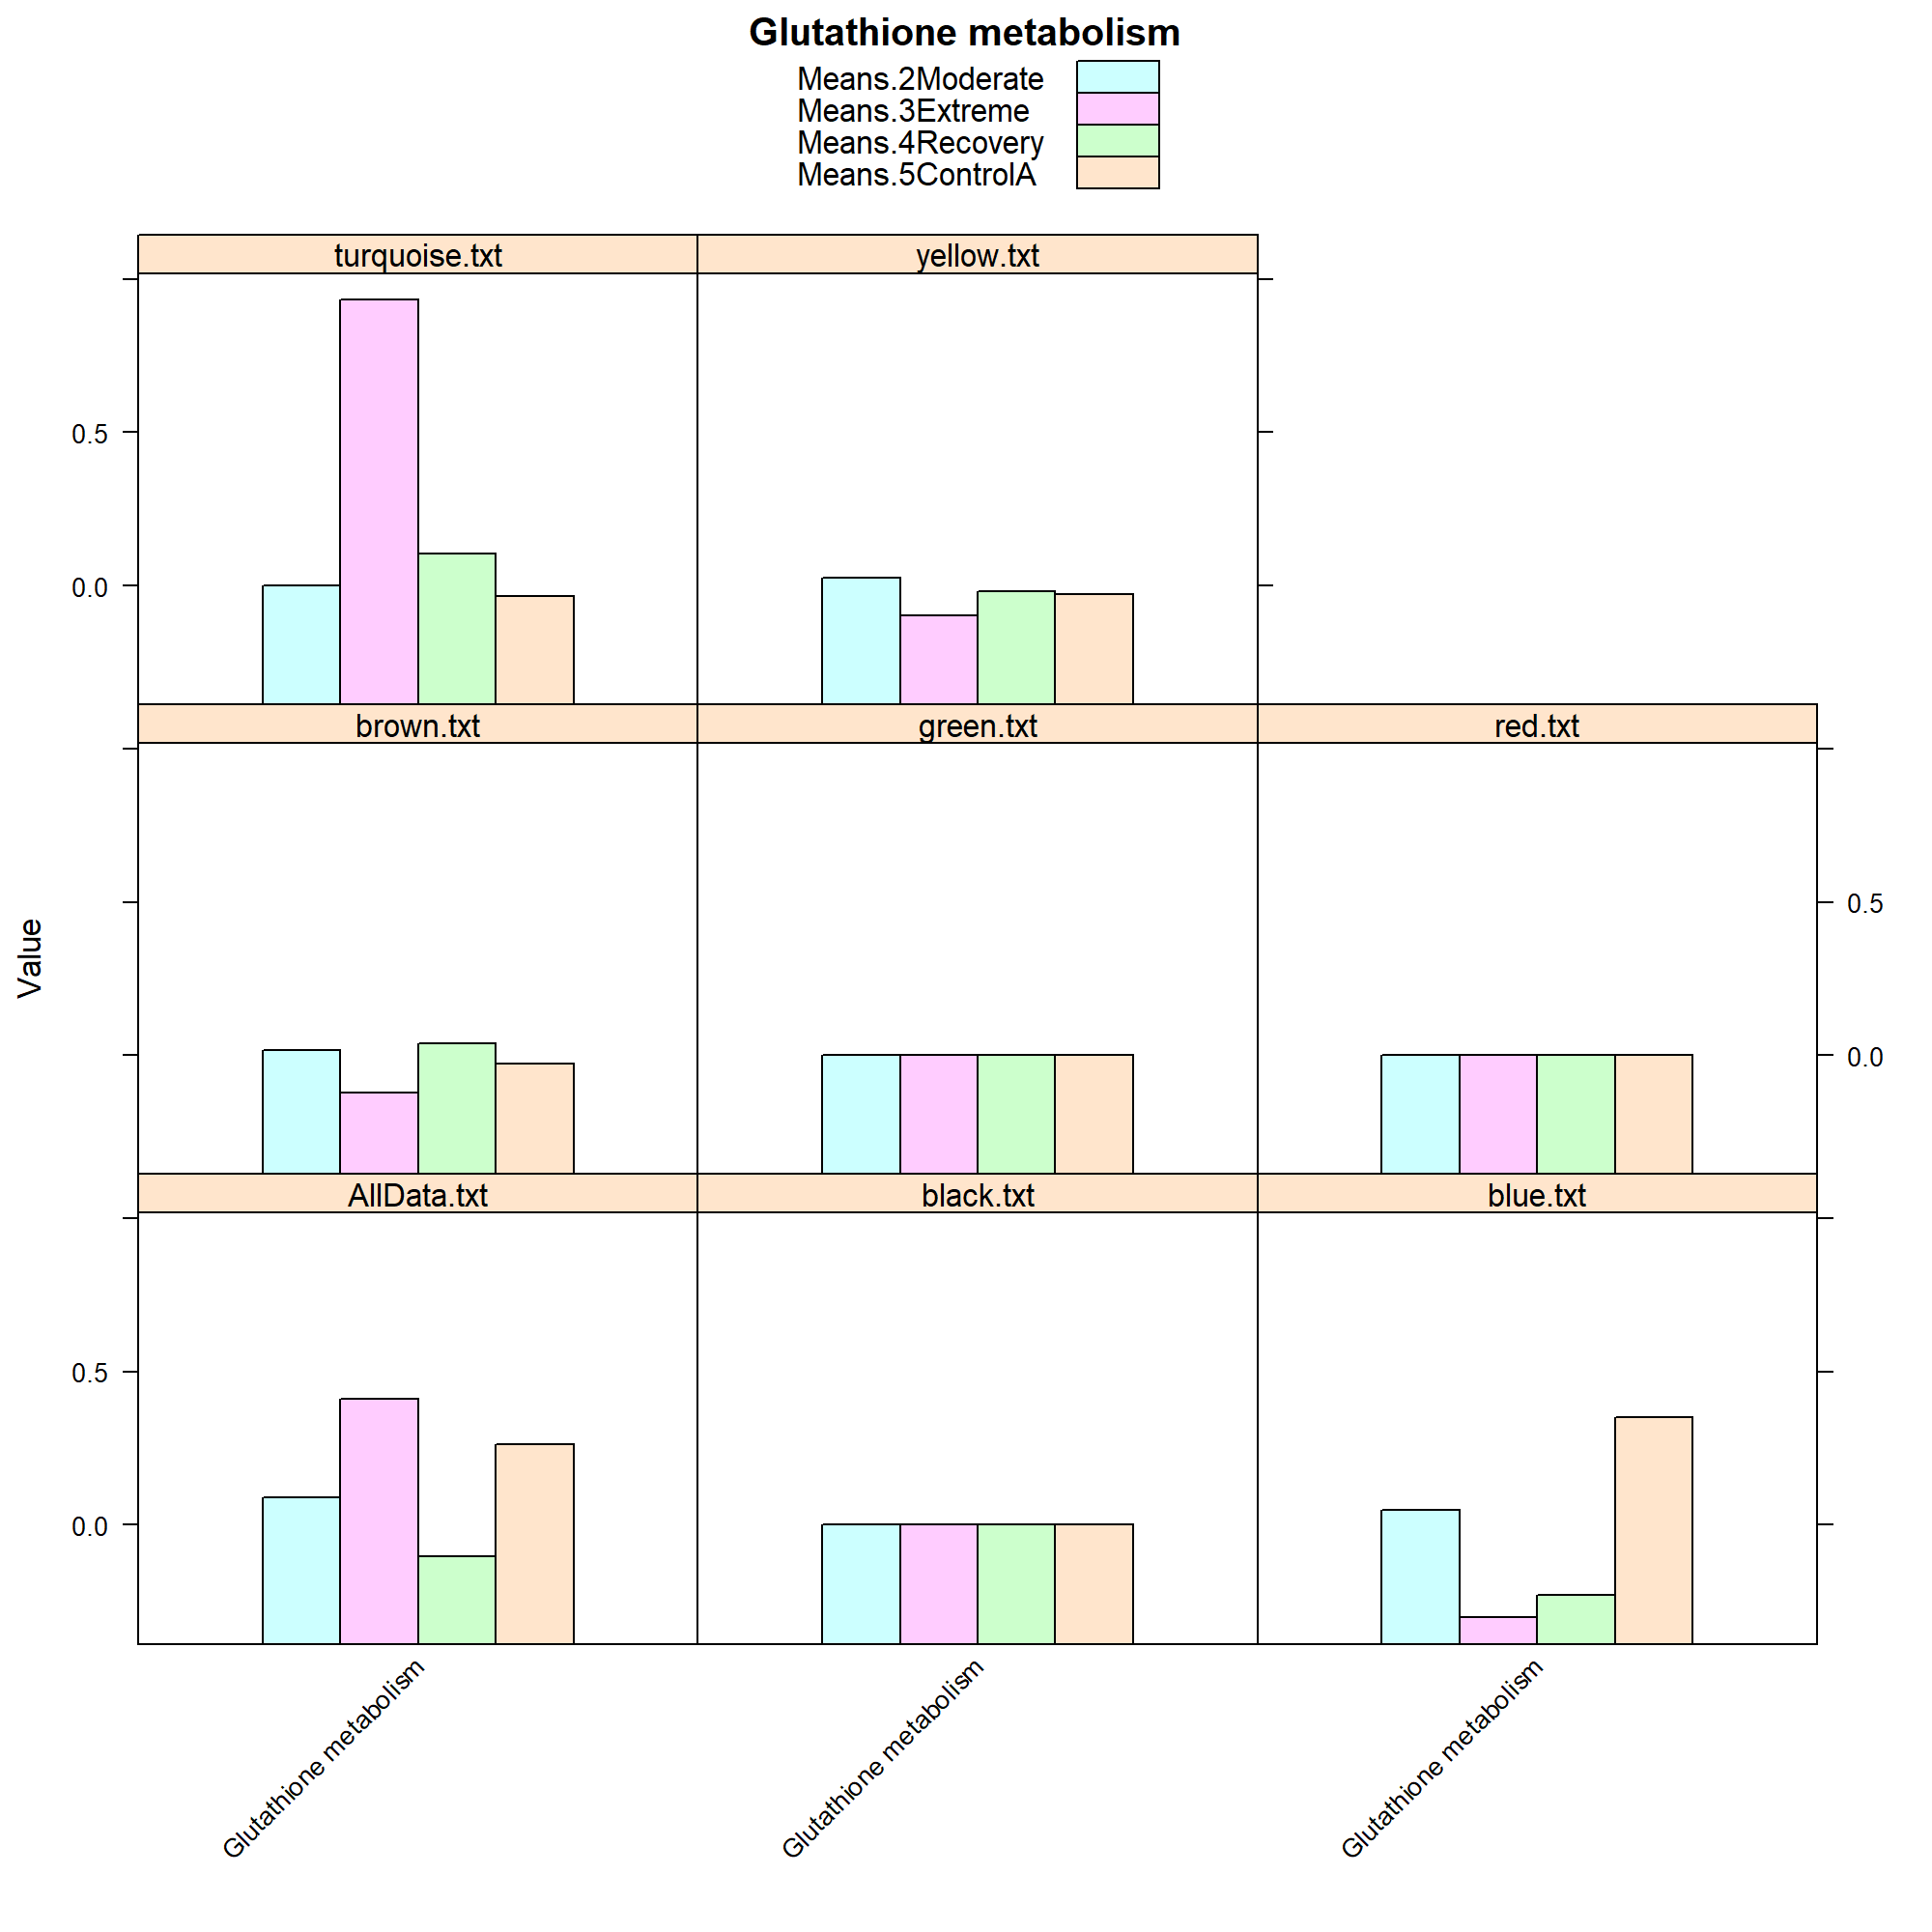 Glutathione metabolism
Means.2Moderate
Means.3Extreme
Means.4Recovery
Means.5ControlA
turquoise.txt
yellow.txt
0.5
0.0
brown.txt
green.txt
red.txt
0.5
0.0
Value
AllData.txt
black.txt
blue.txt
0.5
0.0
Glutathione metabolism
Glutathione metabolism
Glutathione metabolism